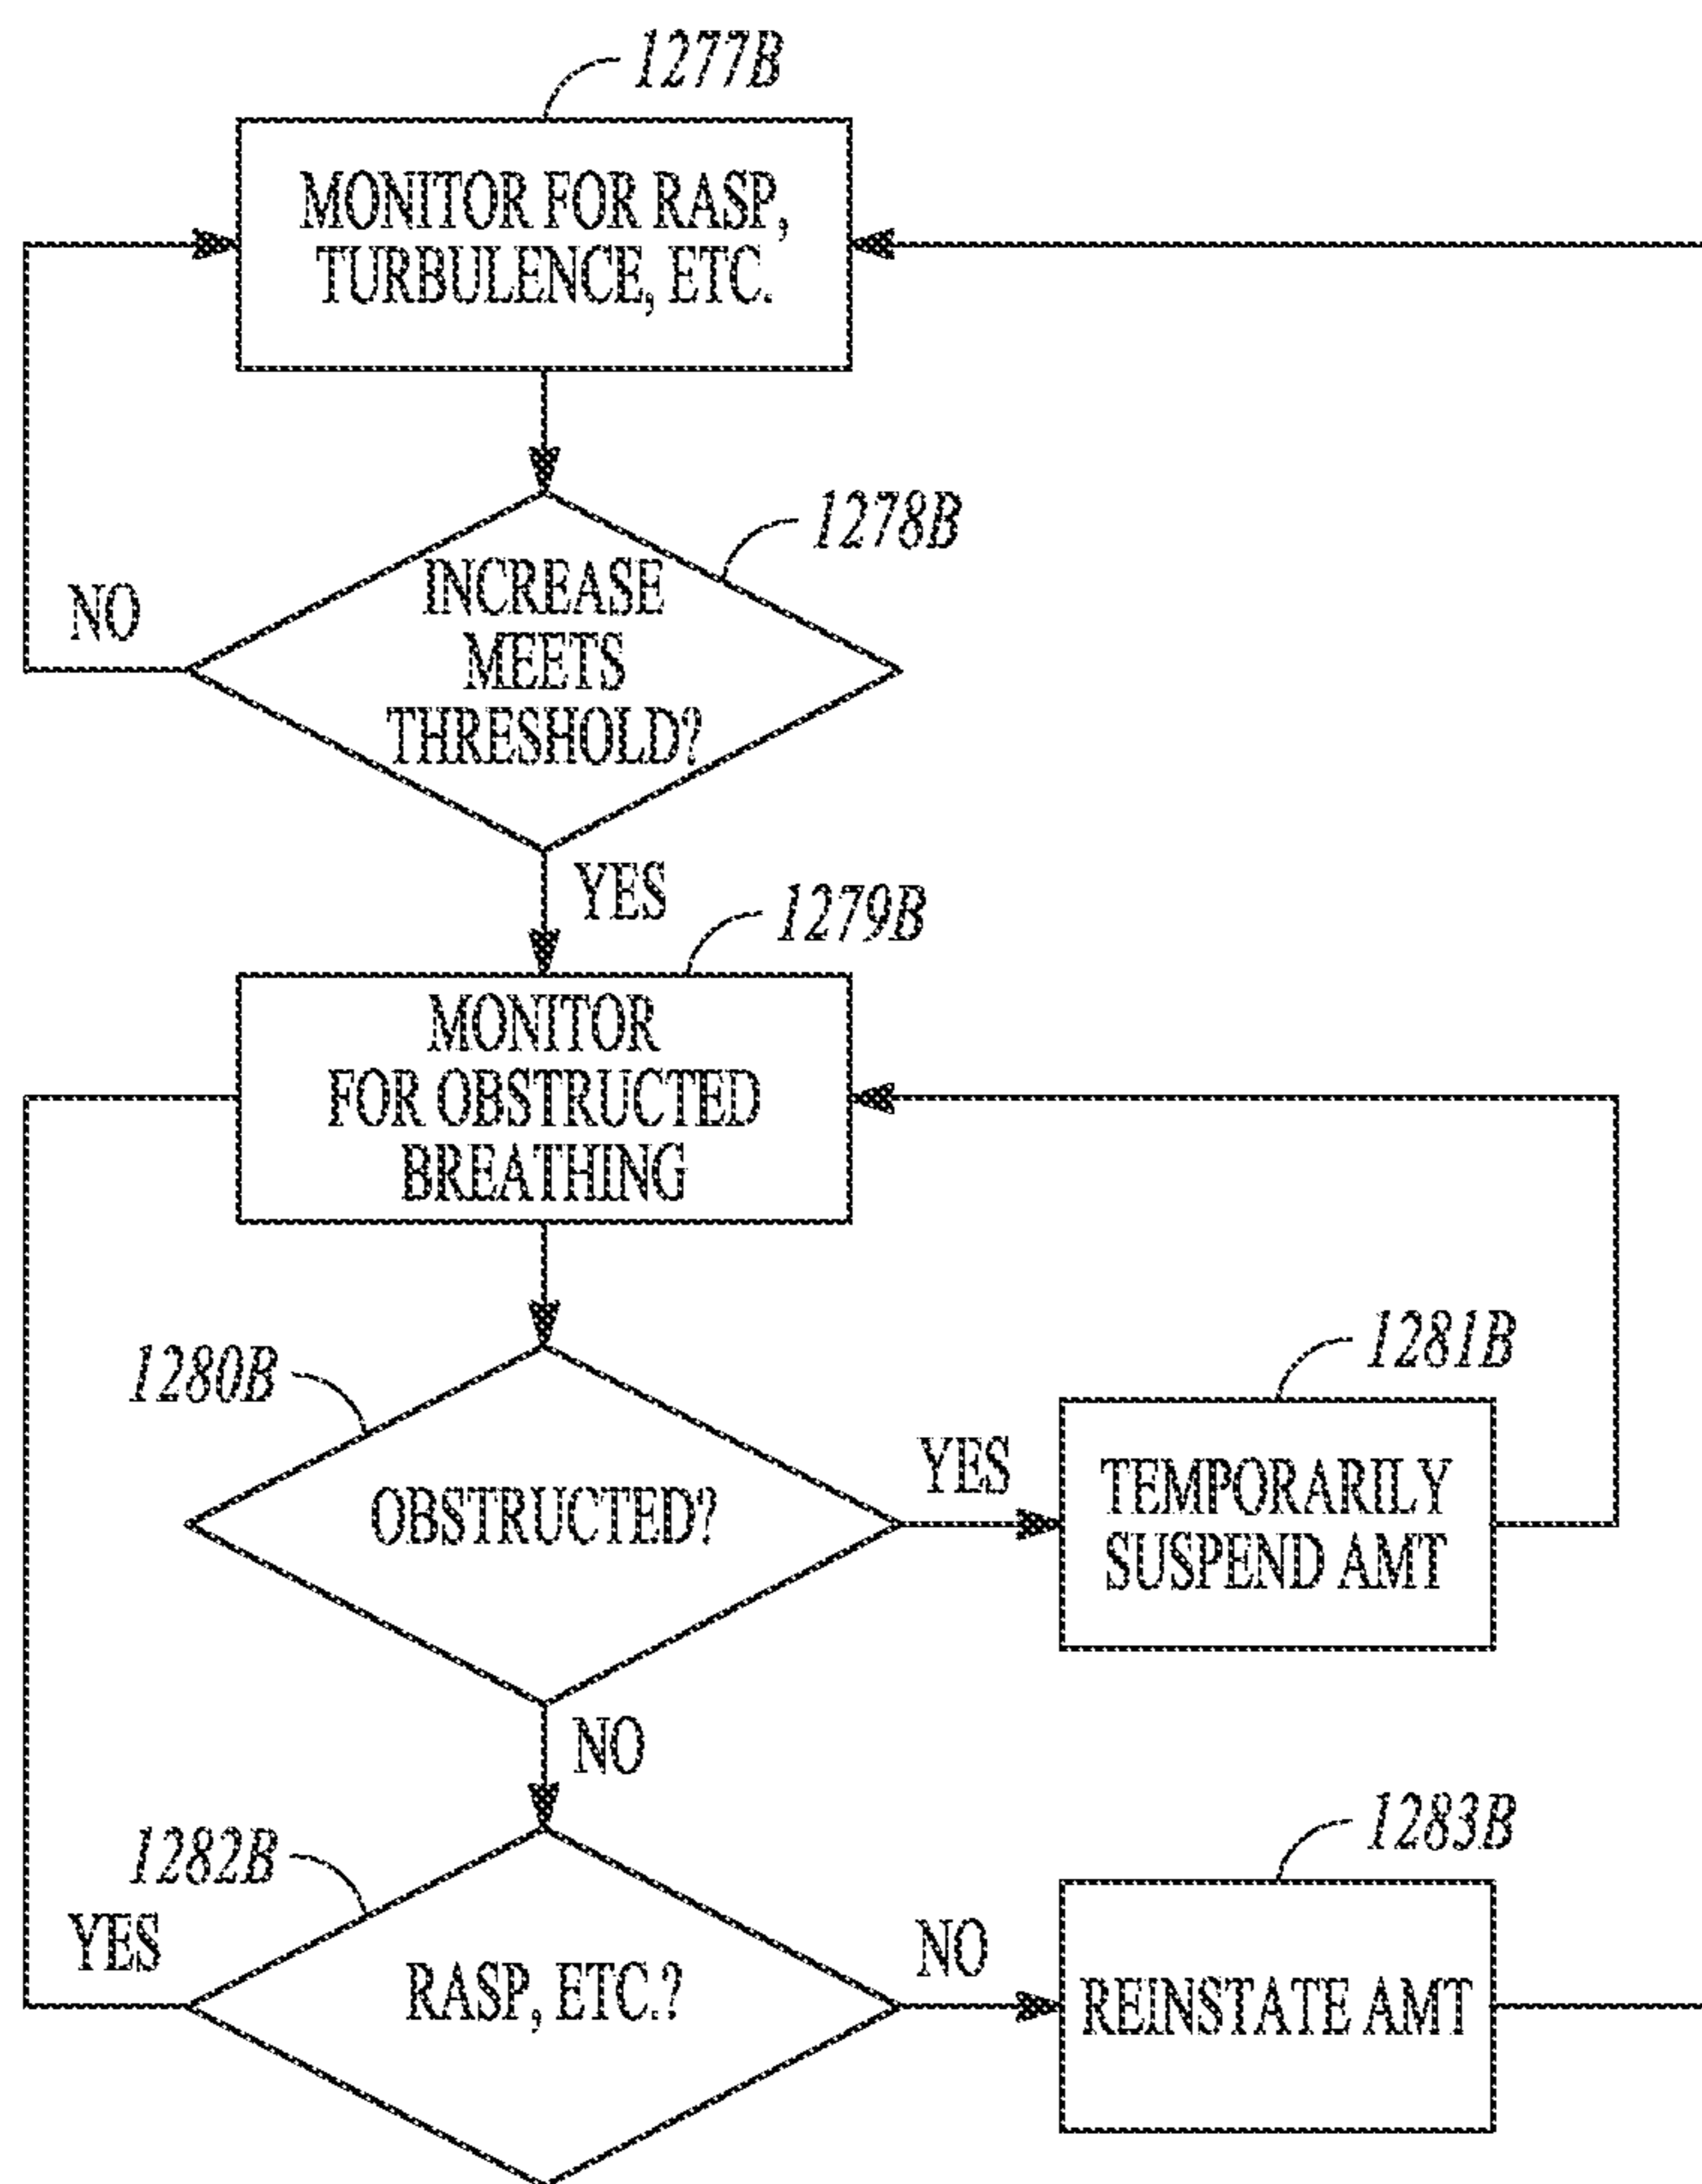 1277B
MONITOR FOR RASP,
TURBULENCE, ETC.
1278B
INCREASE
MEETS
THRESHOLD?
NO
YES
1279B
MONITOR
FOR OBSTRUCTED
BREATHING
1280B
OBSTRUCTED?
YES
1281B
TEMPORARILY
SUSPEND AMT
NO
1282B
RASP, ETC.?
YES
NO
1283B
REINSTATE AMT